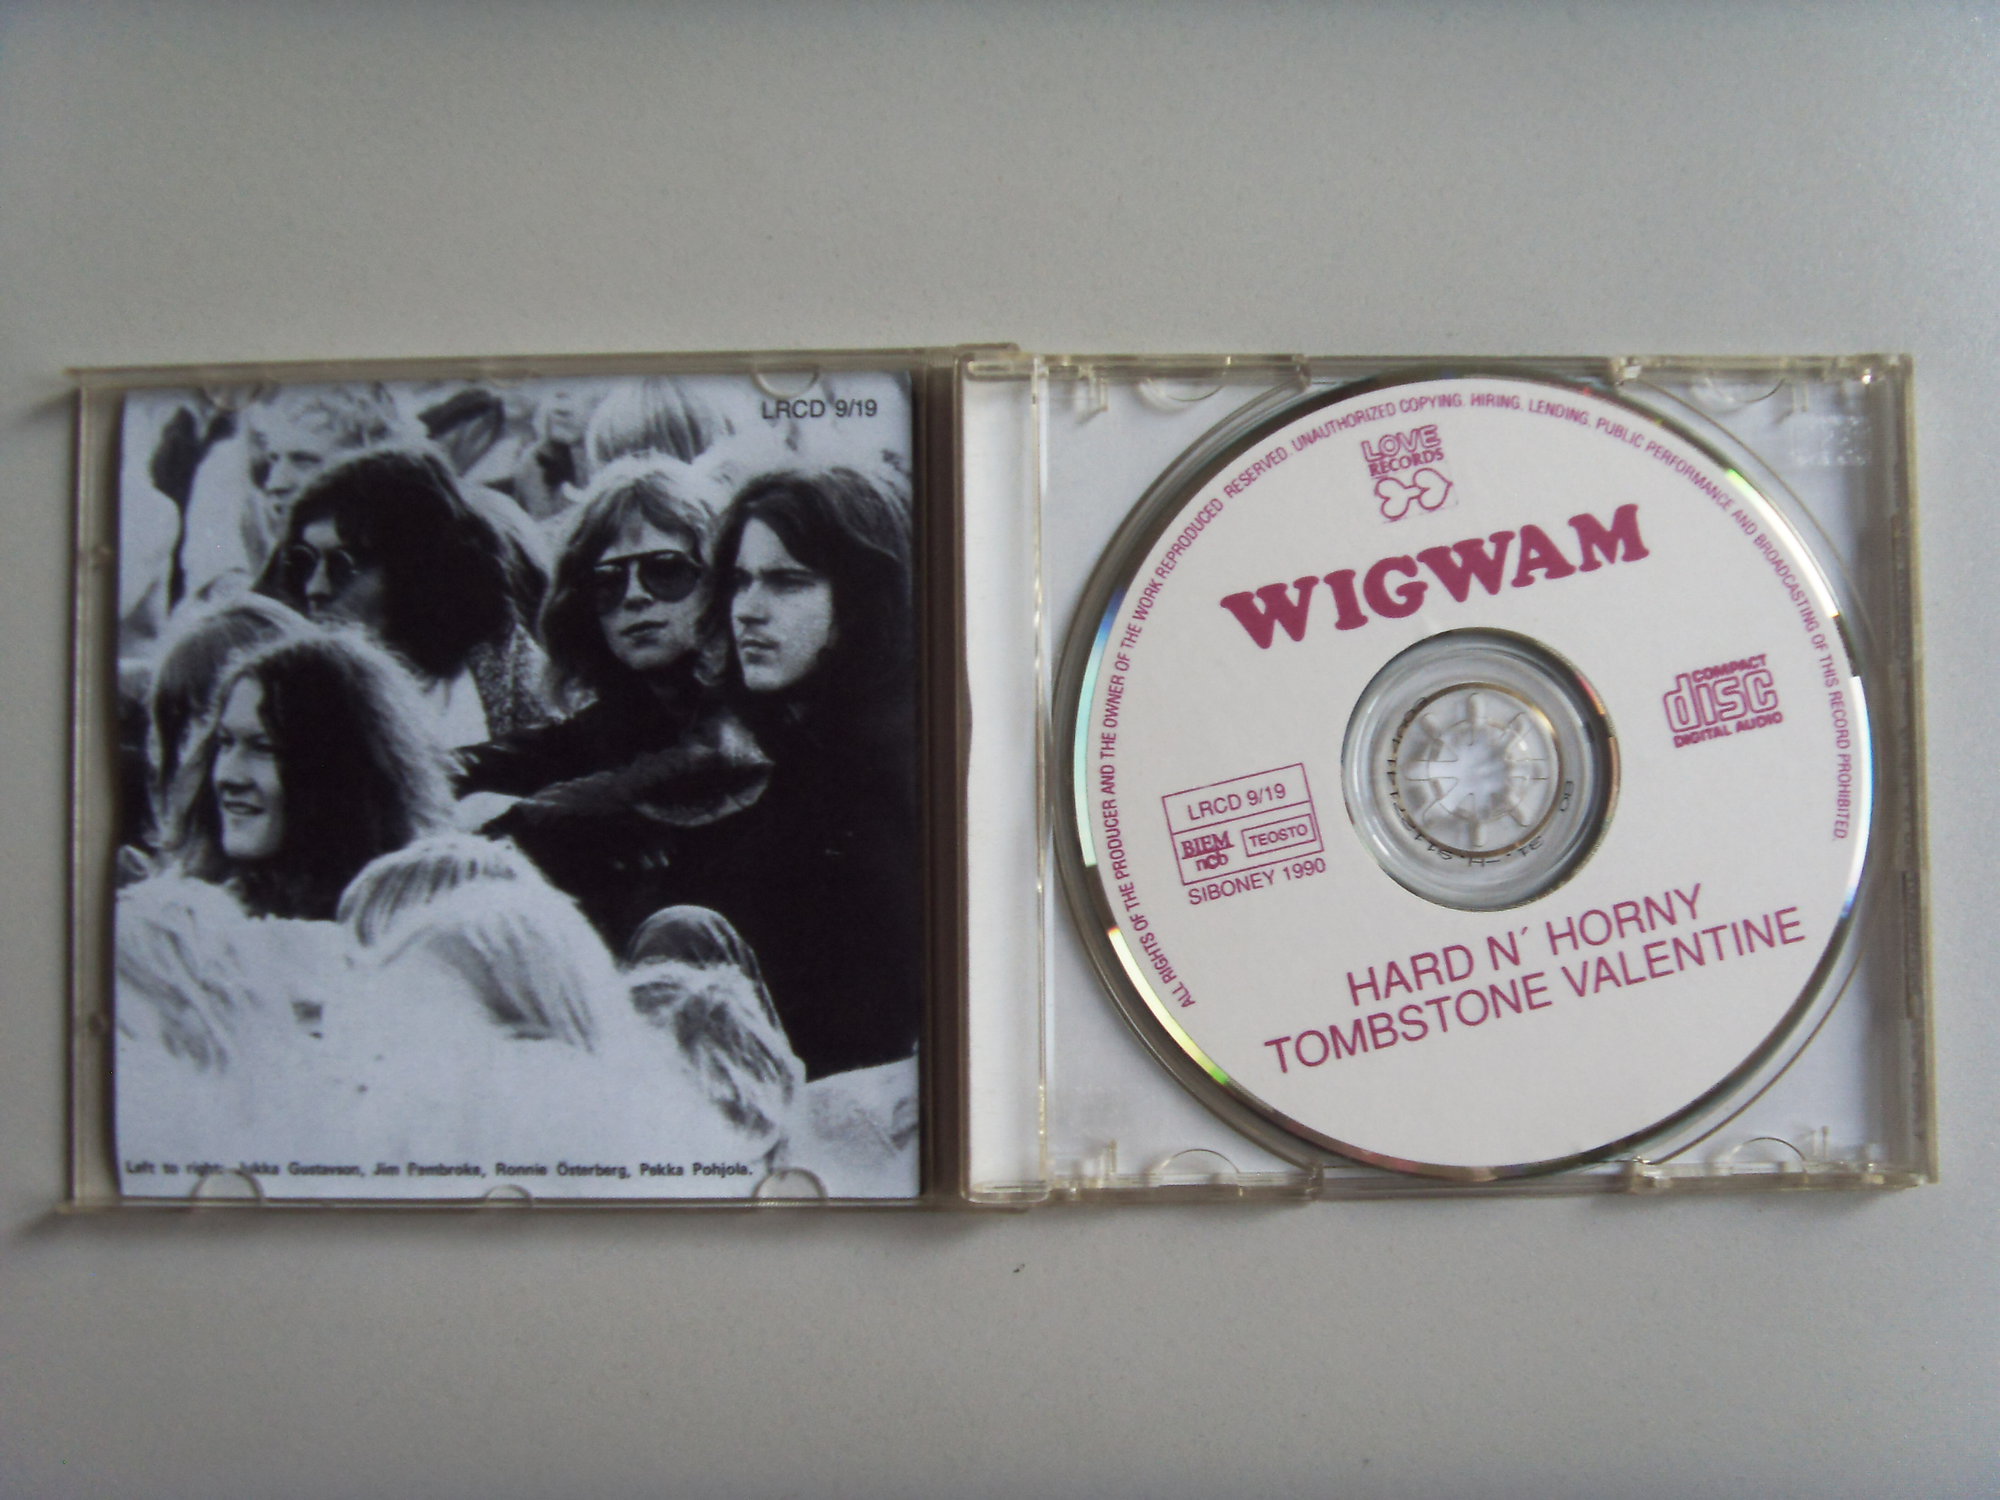 LRCD 9/19
Left to right: Jukka Gustavson, Jim Pembroke, Ronnie Österberg, Pekka Pohjola.
ALL RIGHTS OF THE PRODUCER AND THE OWNER OF THE WORK REPRODUCED RESERVED. UNAUTHORIZED COPYING, HIRING, LENDING, PUBLIC PERFORMANCE AND BROADCASTING OF THIS RECORD PROHIBITED.
LOVE
RECORDS
WIGWAM
COMPACT
disc
DIGITAL AUDIO
LRCD 9/19
BIEM
ncb
TEOSTO
SIBONEY 1990
HARD N´ HORNY
TOMBSTONE VALENTINE